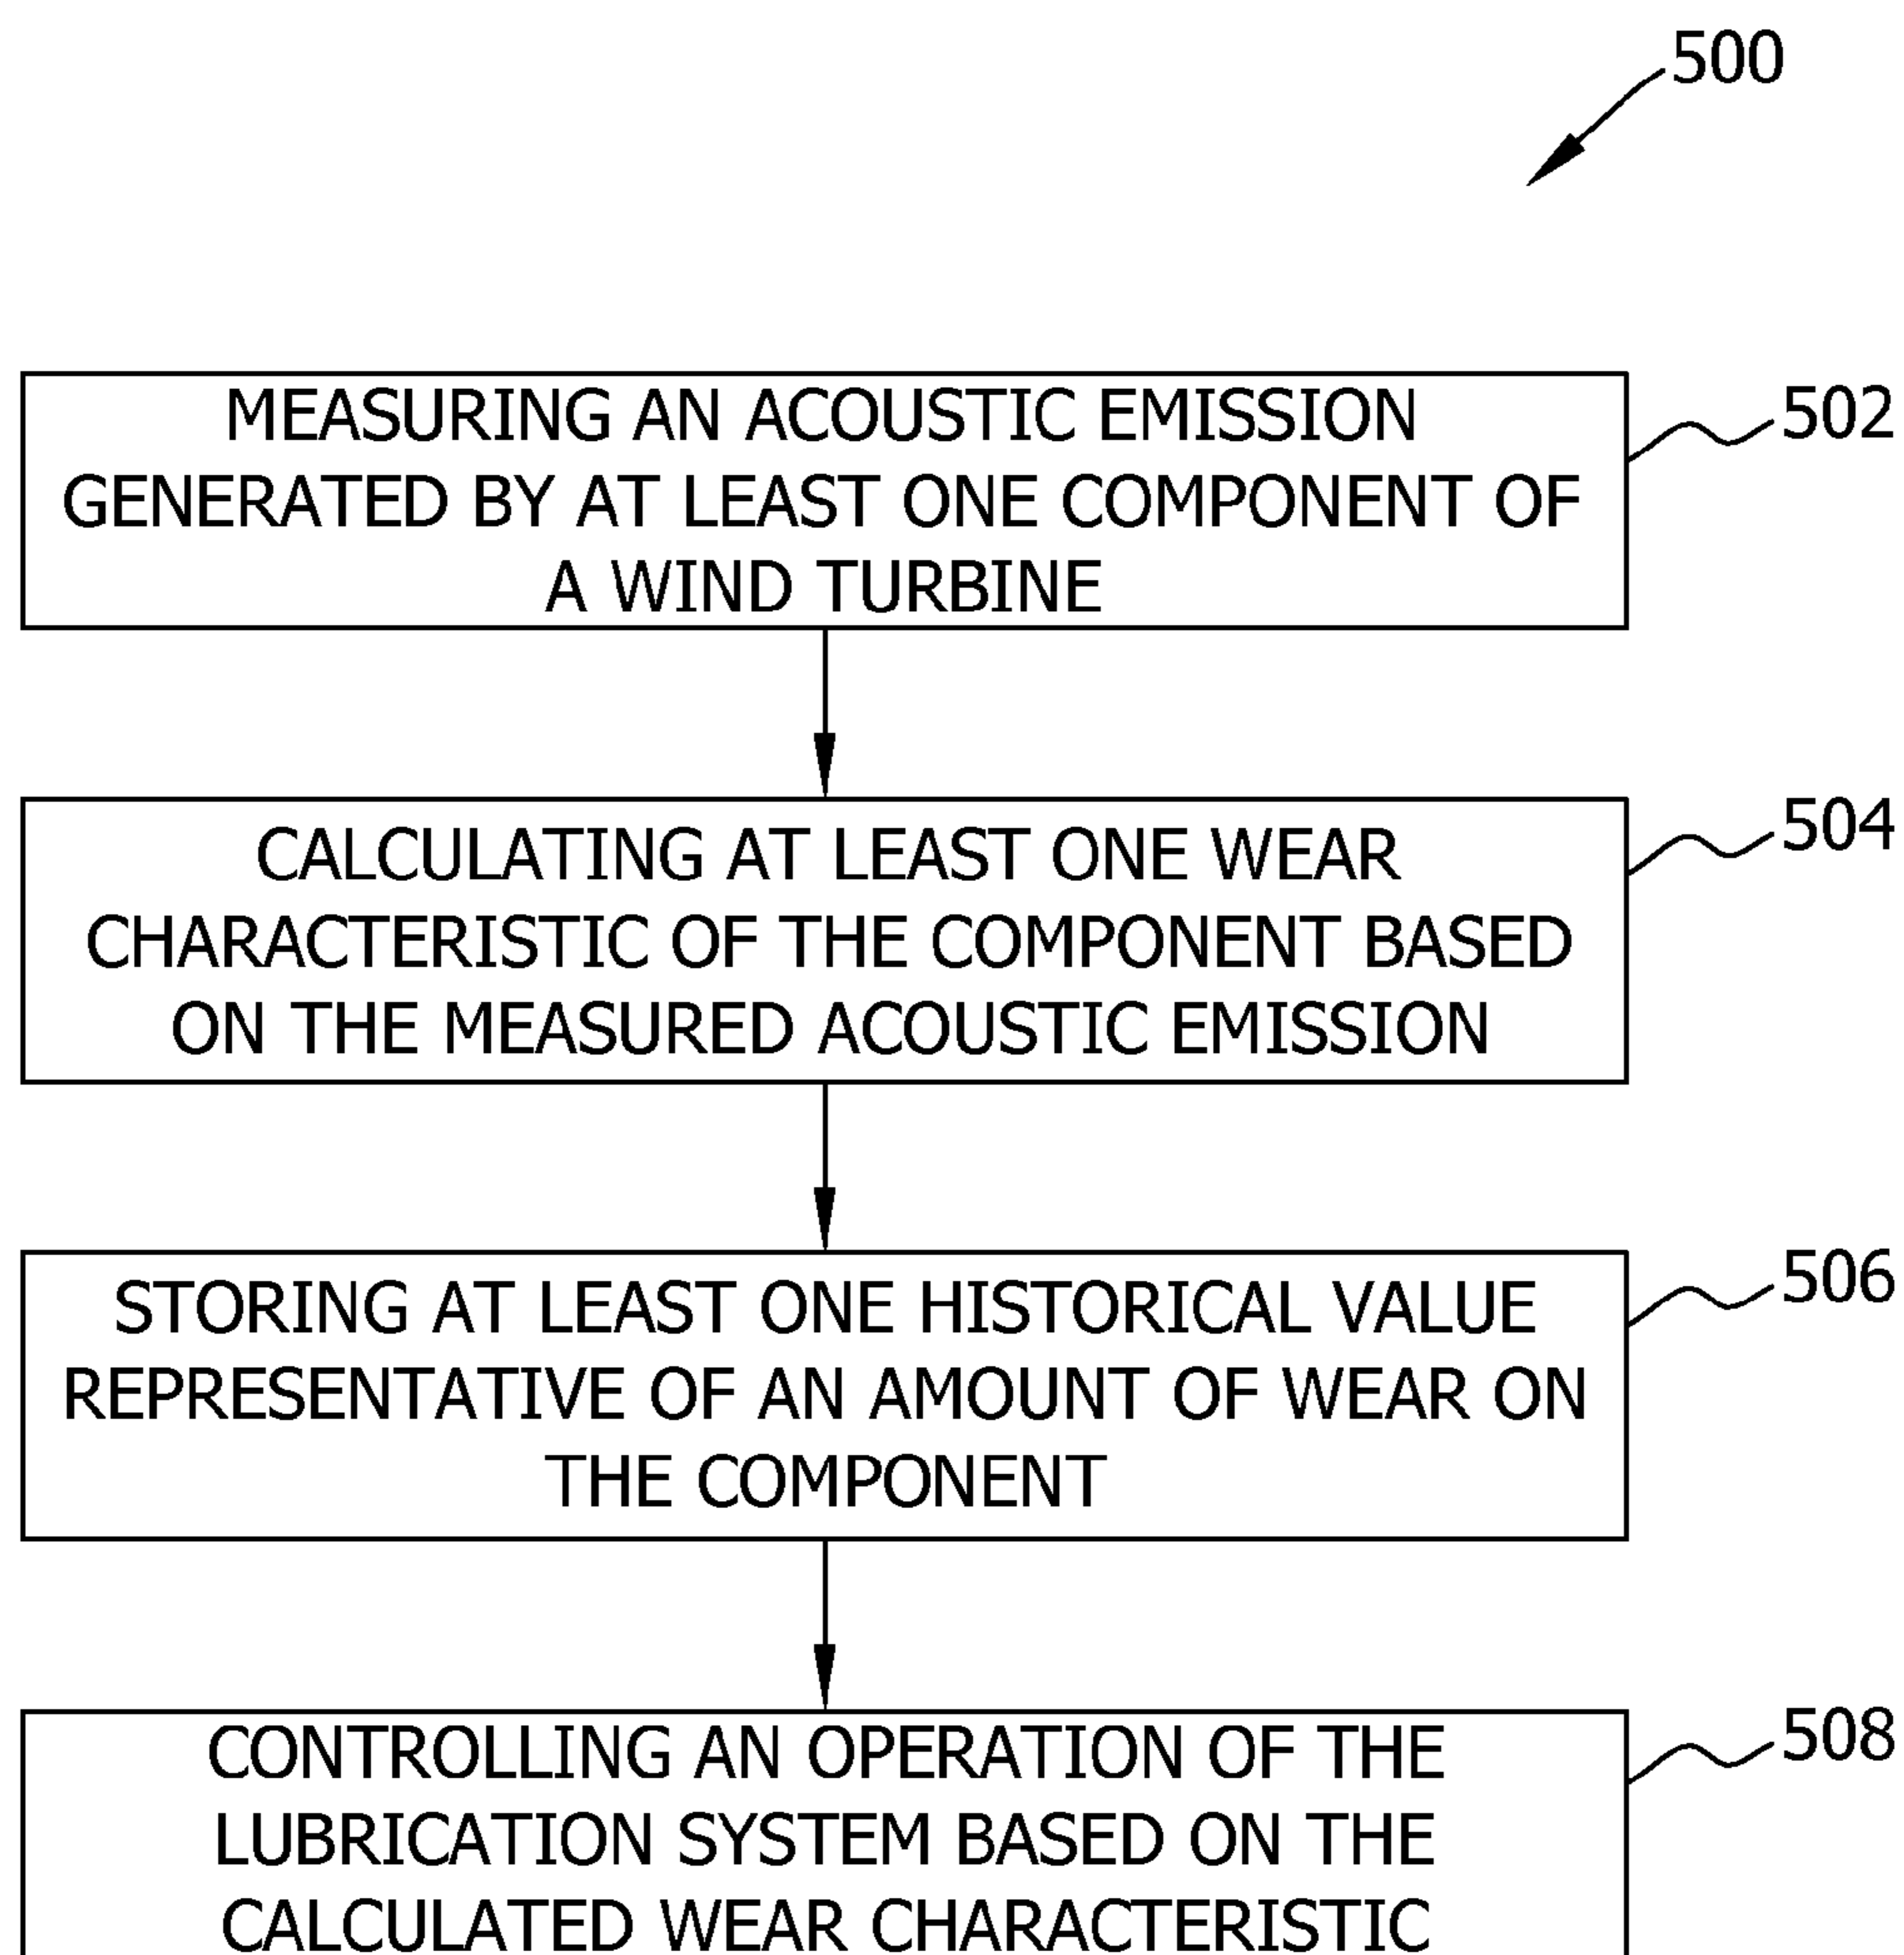 500
MEASURING AN ACOUSTIC EMISSION
GENERATED BY AT LEAST ONE COMPONENT OF
A WIND TURBINE
502
CALCULATING AT LEAST ONE WEAR
CHARACTERISTIC OF THE COMPONENT BASED
ON THE MEASURED ACOUSTIC EMISSION
504
STORING AT LEAST ONE HISTORICAL VALUE
REPRESENTATIVE OF AN AMOUNT OF WEAR ON
THE COMPONENT
506
CONTROLLING AN OPERATION OF THE
LUBRICATION SYSTEM BASED ON THE
CALCULATED WEAR CHARACTERISTIC
508